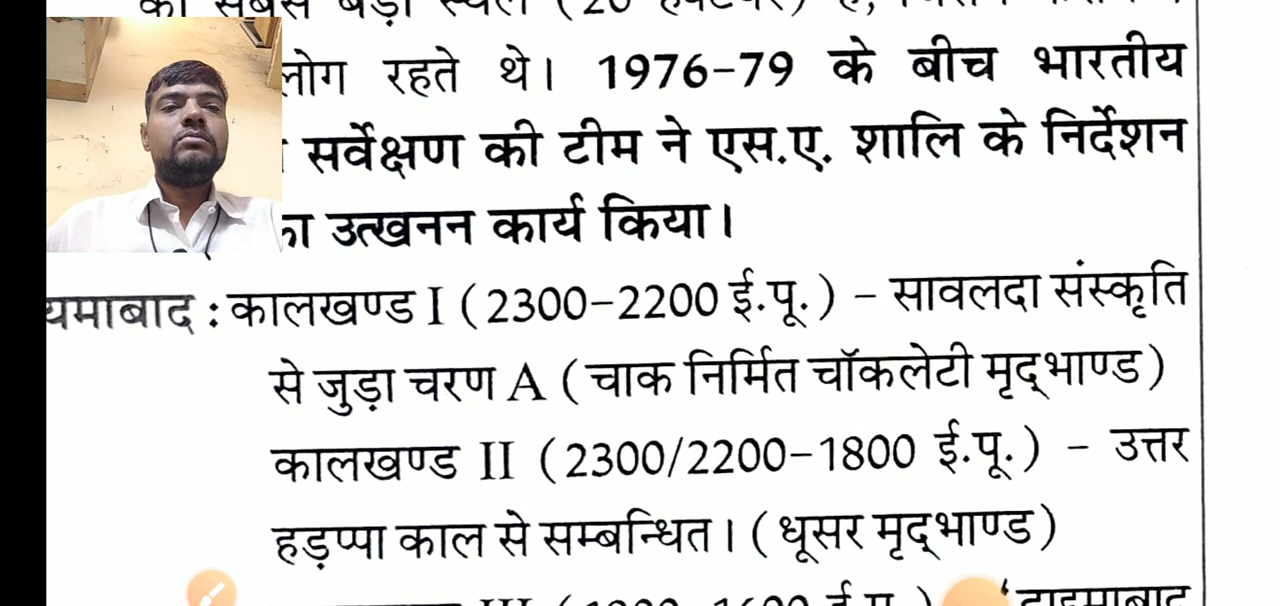 लोग रहते थे। 1976-79 के बीच भारतीय
सर्वेक्षण की टीम ने एस.ए. शालि के निर्देशन
का उत्खनन कार्य किया।
यमाबाद : कालखण्ड I (2300-2200 ई.पू.) - सावलदा संस्कृति
से जुड़ा चरण A (चाक निर्मित चॉकलेटी मृद्भाण्ड)
कालखण्ड II (2300/2200-1800 ई.पू.) - उत्तर
हड़प्पा काल से सम्बन्धित। (धूसर मृद्भाण्ड)